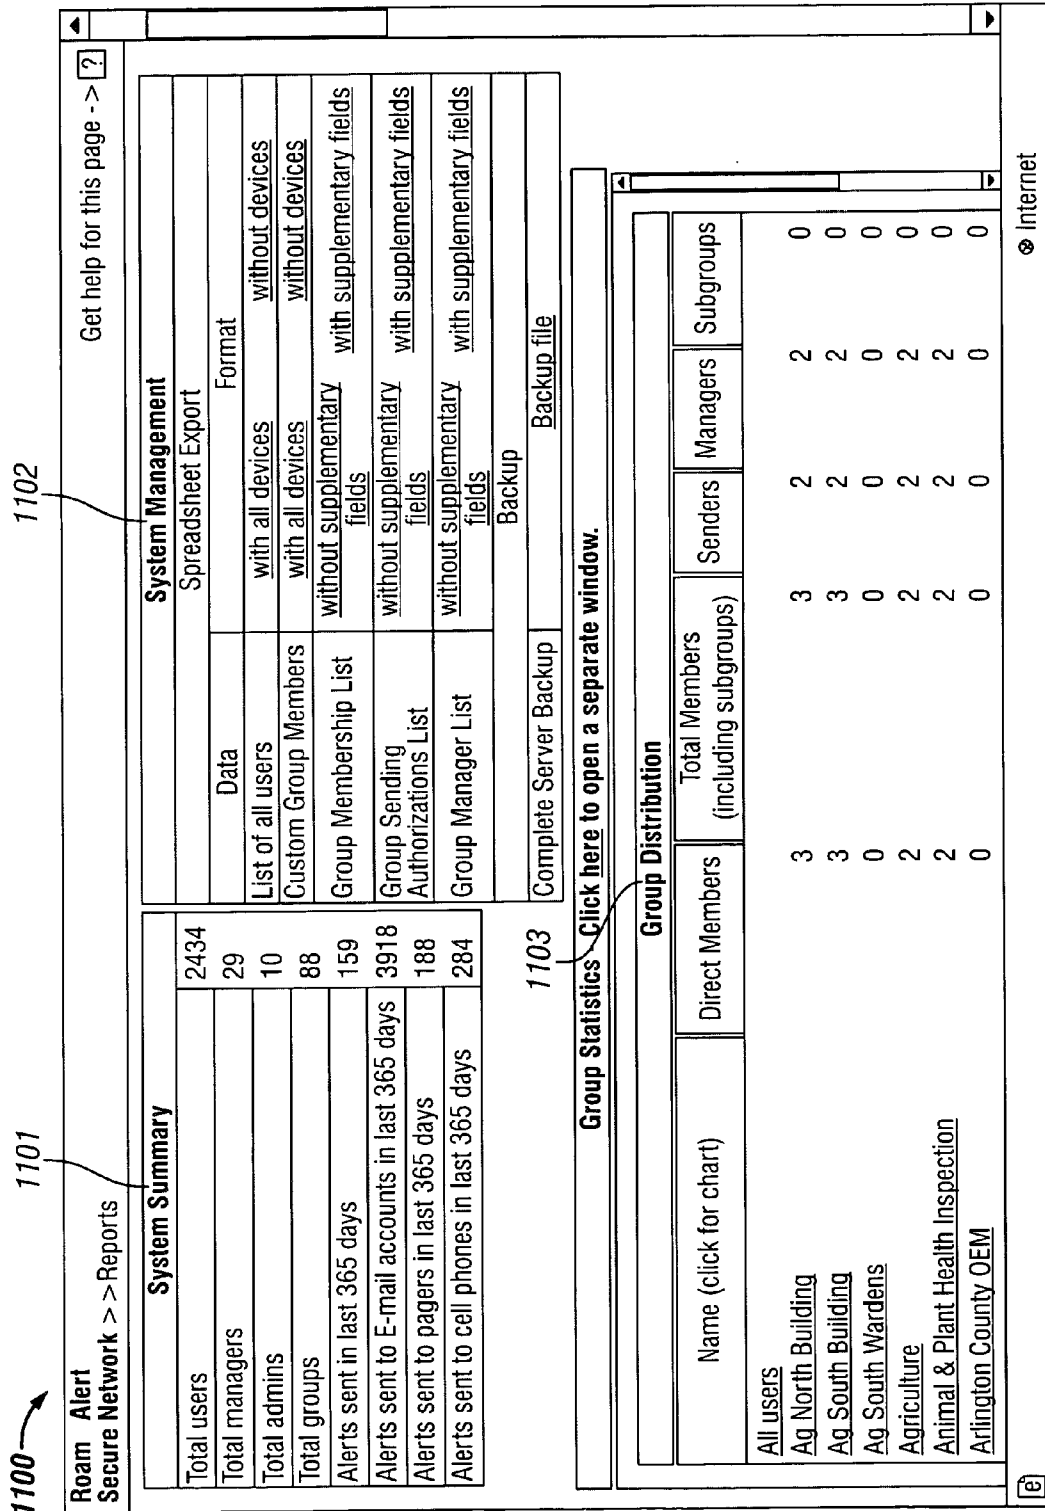 1100
1101
1102
Roam Alert
Secure Network >>Reports
Get help for this page -> ?
System Summary
Total users 2434
Total managers 29
Total admins 10
Total groups 88
Alerts sent in last 365 days 159
Alerts sent to E-mail accounts in last 365 days 3918
Alerts sent to pagers in last 365 days 188
Alerts sent to cell phones in last 365 days 284
System Management
Spreadsheet Export
Data Format
List of all users with all devices without devices
Custom Group Members with all devices without devices
Group Membership List without supplementary fields with supplementary fields
Group Sending Authorizations List without supplementary fields with supplementary fields
Group Manager List without supplementary fields with supplementary fields
Backup
Complete Server Backup Backup file
1103
Group Statistics - Click here to open a separate window.
Group Distribution
Name (click for chart) Direct Members Total Members (including subgroups) Senders Managers Subgroups
All users
Ag North Building 3 3 2 2 0
Ag South Building 3 3 2 2 0
Ag South Wardens 0 0 0 0 0
Agriculture 2 2 2 2 0
Animal & Plant Health Inspection 2 2 2 2 0
Arlington County OEM 0 0 0 0 0
e Internet